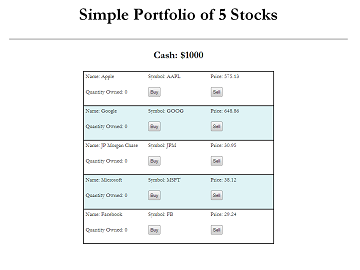 Simple Portfolio of 5 Stocks
Cash: $1000
Name: Apple Symbol: AAPL Price: 575.13
Quantity Owned: 0 Buy Sell
Name: Google Symbol: GOOG Price: 648.86
Quantity Owned: 0 Buy Sell
Name: JP Morgan Chase Symbol: JPM Price: 30.95
Quantity Owned: 0 Buy Sell
Name: Microsoft Symbol: MSFT Price: 38.12
Quantity Owned: 0 Buy Sell
Name: Facebook Symbol: FB Price: 29.24
Quantity Owned: 0 Buy Sell